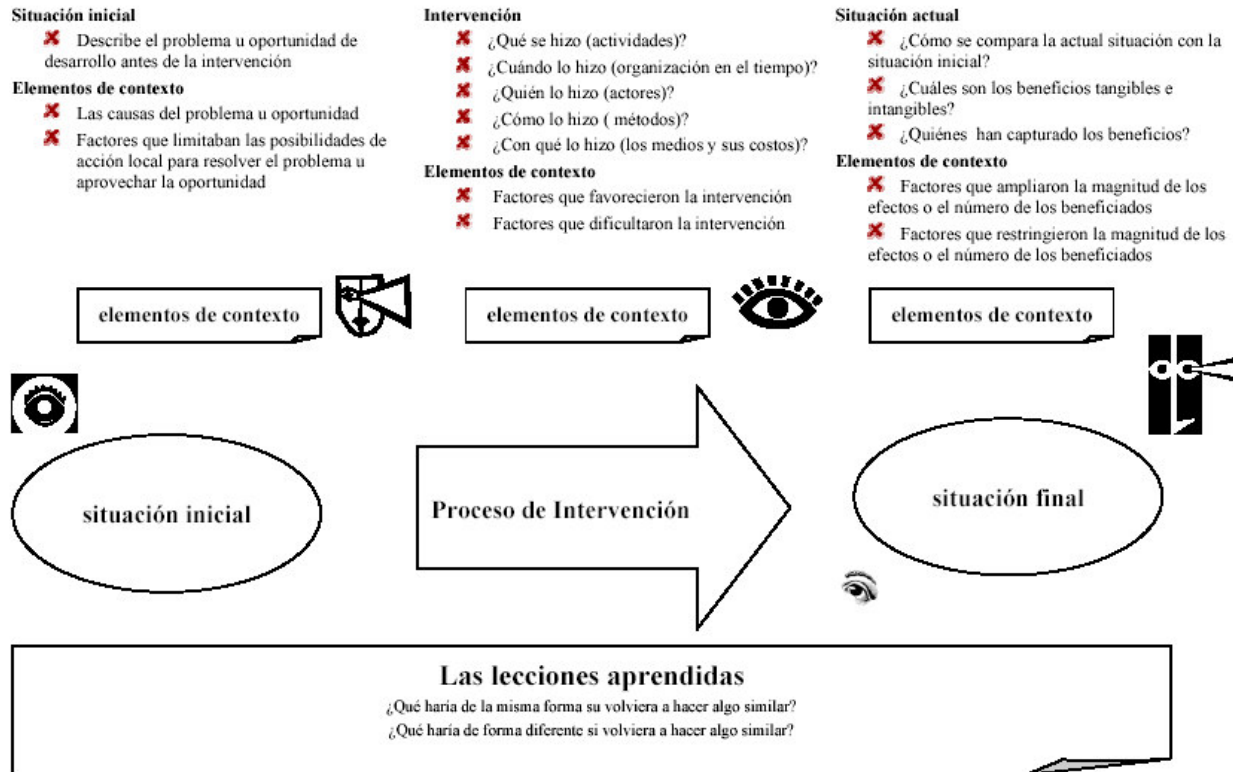 Situación inicial
Describe el problema u oportunidad de
desarrollo antes de la intervención
Elementos de contexto
Las causas del problema u oportunidad
Factores que limitaban las posibilidades de
acción local para resolver el problema u
aprovechar la oportunidad
Intervención
¿Qué se hizo (actividades)?
¿Cuándo lo hizo (organización en el tiempo)?
¿Quién lo hizo (actores)?
¿Cómo lo hizo ( métodos)?
¿Con qué lo hizo (los medios y sus costos)?
Elementos de contexto
Factores que favorecieron la intervención
Factores que dificultaron la intervención
Situación actual
¿Cómo se compara la actual situación con la
situación inicial?
¿Cuáles son los beneficios tangibles e
intangibles?
¿Quiénes han capturado los beneficios?
Elementos de contexto
Factores que ampliaron la magnitud de los
efectos o el número de los beneficiados
Factores que restringieron la magnitud de los
efectos o el número de los beneficiados
elementos de contexto
elementos de contexto
elementos de contexto
situación inicial
Proceso de Intervención
situación final
Las lecciones aprendidas
¿Qué haría de la misma forma su volviera a hacer algo similar?
¿Qué haría de forma diferente si volviera a hacer algo similar?